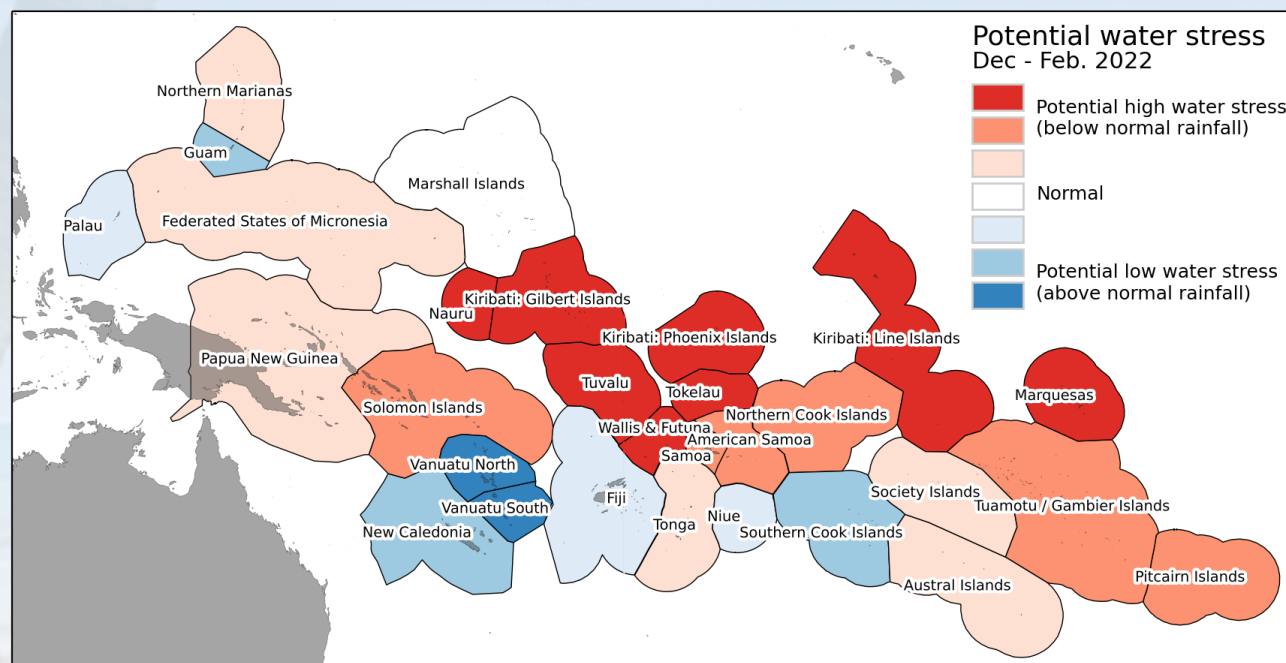 Potential water stress
Dec - Feb. 2022
Potential high water stress
(below normal rainfall)
Normal
Potential low water stress
(above normal rainfall)
Northern Marianas
Guam
Marshall Islands
Palau
Federated States of Micronesia
Kiribati: Gilbert Islands
Nauru
Kiribati: Phoenix Islands
Kiribati: Line Islands
Papua New Guinea
Tuvalu
Tokelau
Marquesas
Solomon Islands
Northern Cook Islands
Wallis & Futuna
American Samoa
Samoa
Vanuatu North
Fiji
Society Islands
Vanuatu South
Tuamotu / Gambier Islands
Niue
Tonga
New Caledonia
Southern Cook Islands
Pitcairn Islands
Austral Islands